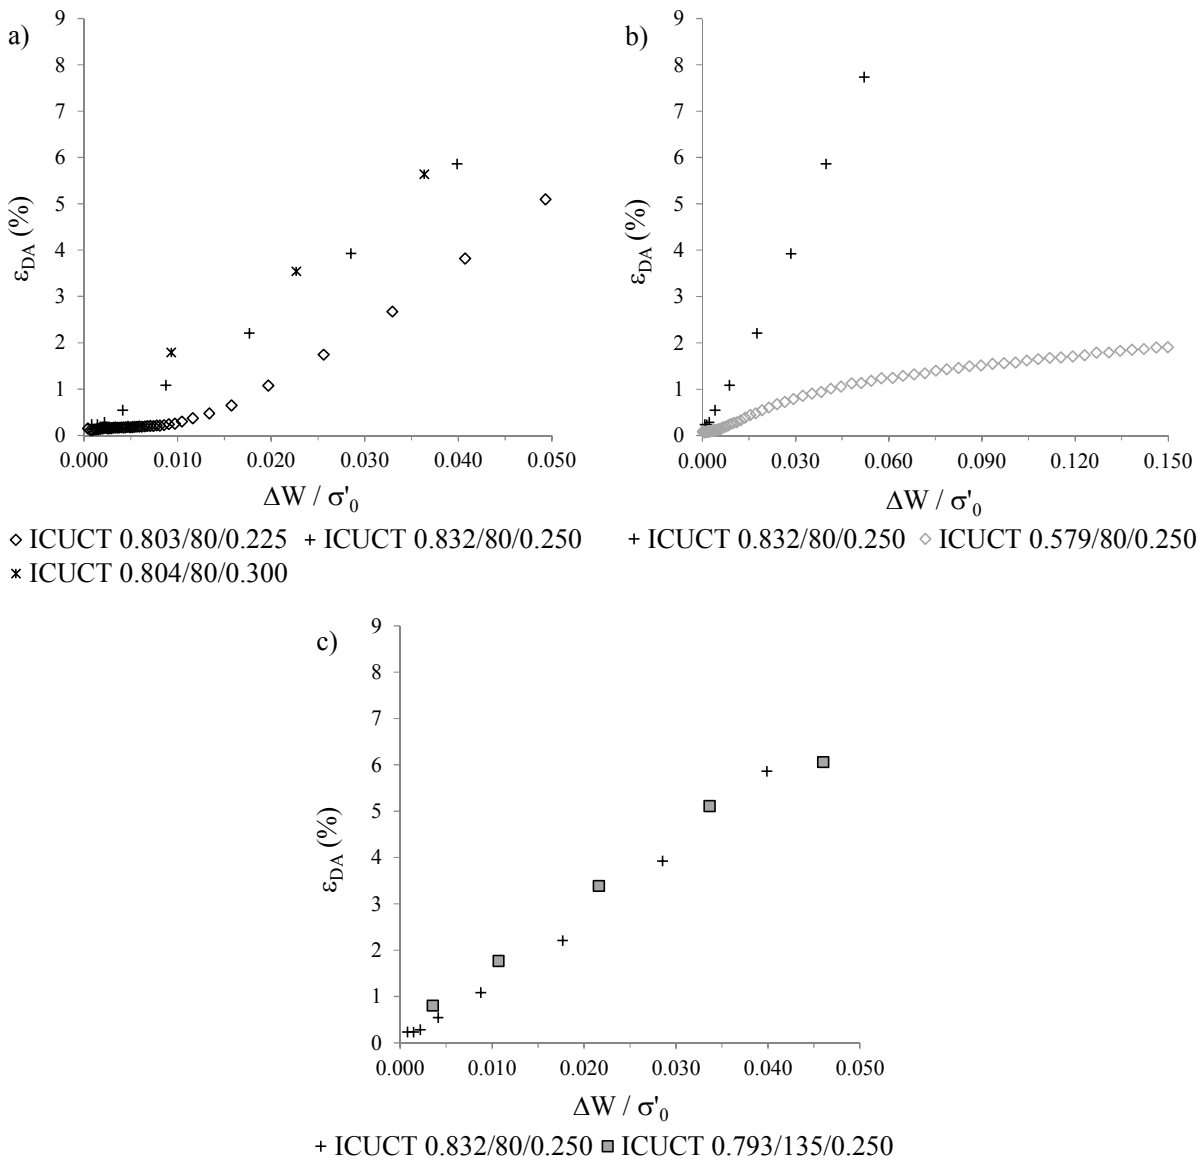 a)
9
8
7
6
5
4
3
2
1
0
ε_DA (%)
0.000 0.010 0.020 0.030 0.040 0.050
ΔW / σ'₀
ICUCT 0.803/80/0.225 ICUCT 0.832/80/0.250
ICUCT 0.804/80/0.300
b)
9
8
7
6
5
4
3
2
1
0
ε_DA (%)
0.000 0.030 0.060 0.090 0.120 0.150
ΔW / σ'₀
ICUCT 0.832/80/0.250 ICUCT 0.579/80/0.250
c)
9
8
7
6
5
4
3
2
1
0
ε_DA (%)
0.000 0.010 0.020 0.030 0.040 0.050
ΔW / σ'₀
ICUCT 0.832/80/0.250 ICUCT 0.793/135/0.250